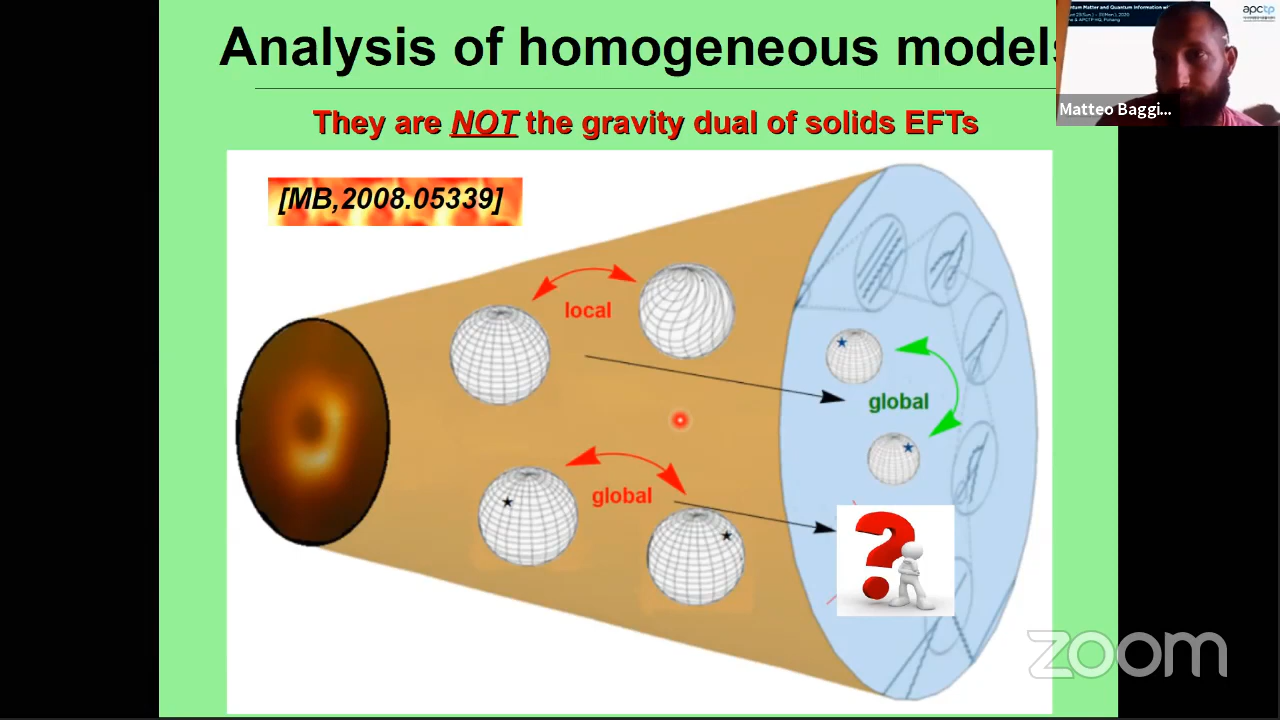 Analysis of homogeneous models
They are NOT the gravity dual of solids EFTs
[MB,2008.05339]
local
global
global
Matteo Baggi...
apctp
zoom